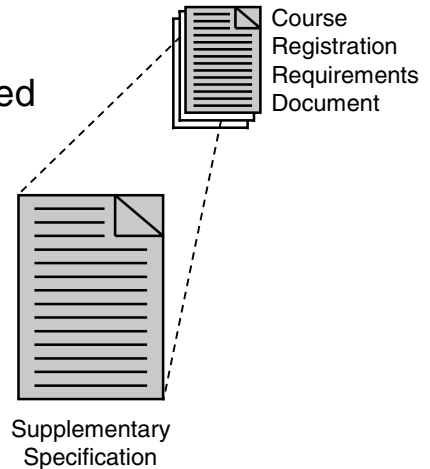 Course
Registration
Requirements
Document
ed
Supplementary
Specification